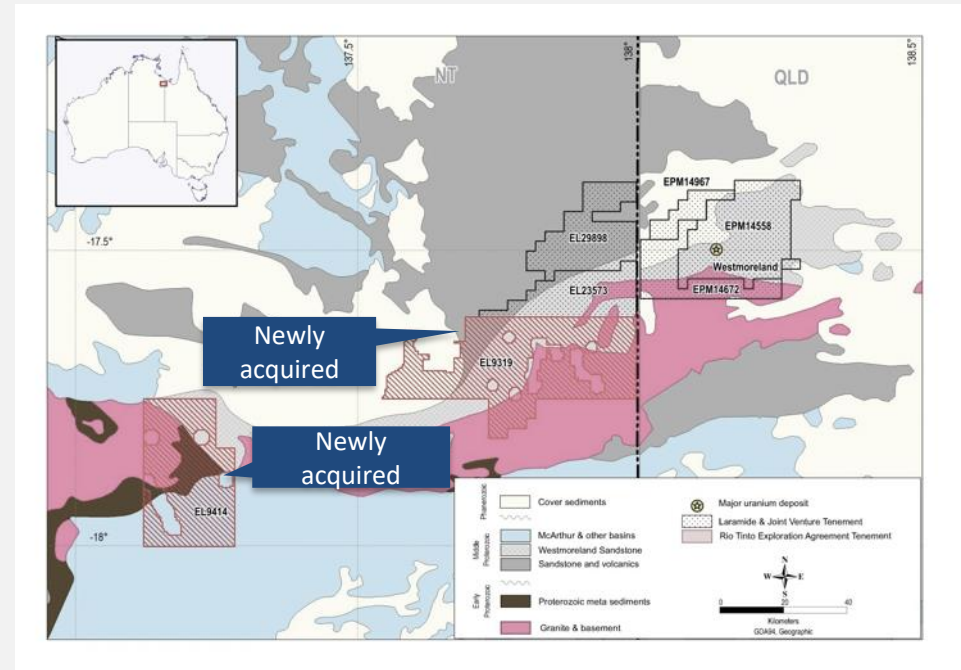 137.5°
138°
138.5°
NT
QLD
EPM14967
-17.5°
EL29898
EPM14558
Westmoreland
EL23573
EPM14672
Newly
acquired
EL9319
Newly
acquired
EL9414
-18°
Phanerozoic
Cover sediments
Middle
Proterozoic
McArthur & other basins
Westmoreland Sandstone
Sandstone and volcanics
Early
Proterozoic
Proterozoic meta sediments
Granite & basement
Major uranium deposit
Laramide & Joint Venture Tenement
Rio Tinto Exploration Agreement Tenement
N
W E
S
0 20 40
Kilometers
GDA94, Geographic